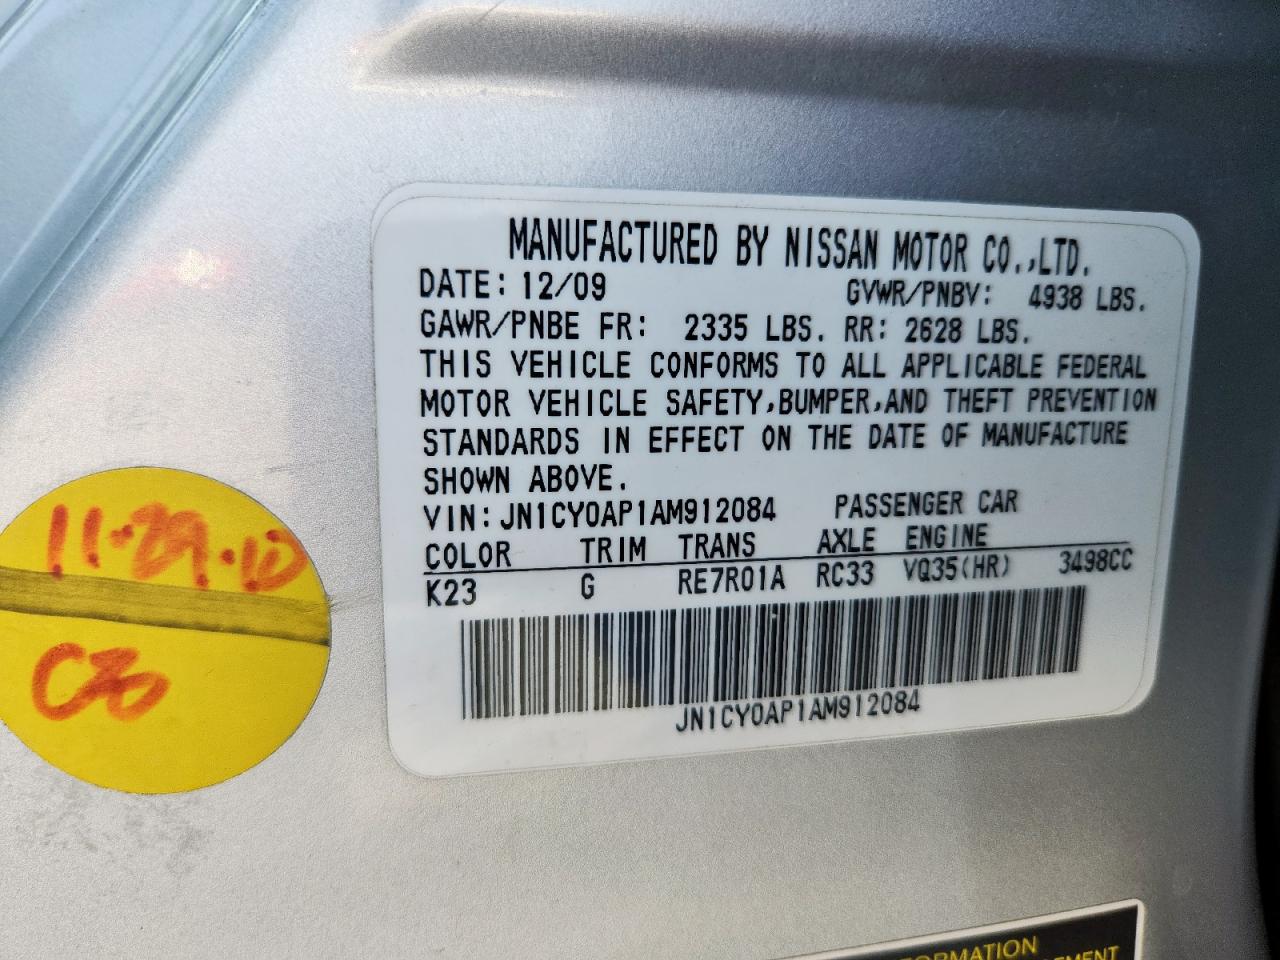 MANUFACTURED BY NISSAN MOTOR CO.,LTD.
DATE: 12/09 GVWR/PNBV: 4938 LBS.
GAWR/PNBE FR: 2335 LBS. RR: 2628 LBS.
THIS VEHICLE CONFORMS TO ALL APPLICABLE FEDERAL
MOTOR VEHICLE SAFETY,BUMPER,AND THEFT PREVENTION
STANDARDS IN EFFECT ON THE DATE OF MANUFACTURE
SHOWN ABOVE.
VIN: JN1CY0AP1AM912084 PASSENGER CAR
COLOR TRIM TRANS AXLE ENGINE
K23 G RE7R01A RC33 VQ35(HR) 3498CC
JN1CY0AP1AM912084
11-29-10